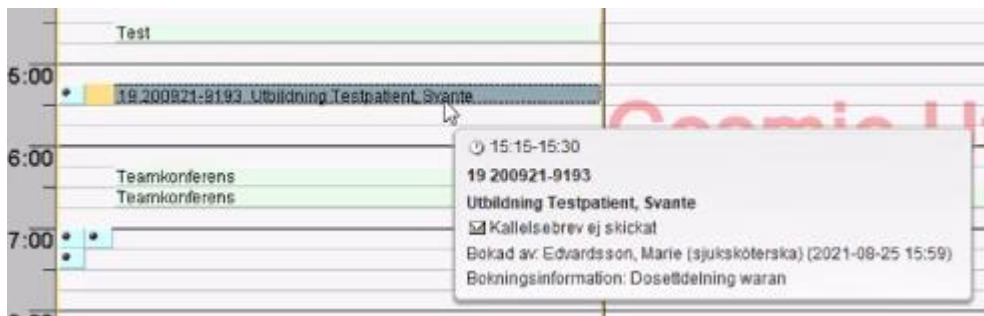 Test
5:00
19 200921-9193 Utbildning Testpatient, Svante
Cosmic
15:15-15:30
6:00
19 200921-9193
Teamkonferens
Utbildning Testpatient, Svante
Teamkonferens
Kallelsebrev ej skickat
7:00
Bokad av: Edvardsson, Marie (sjuksköterska) (2021-08-25 15:59)
Bokningsinformation: Dosettdelning waran